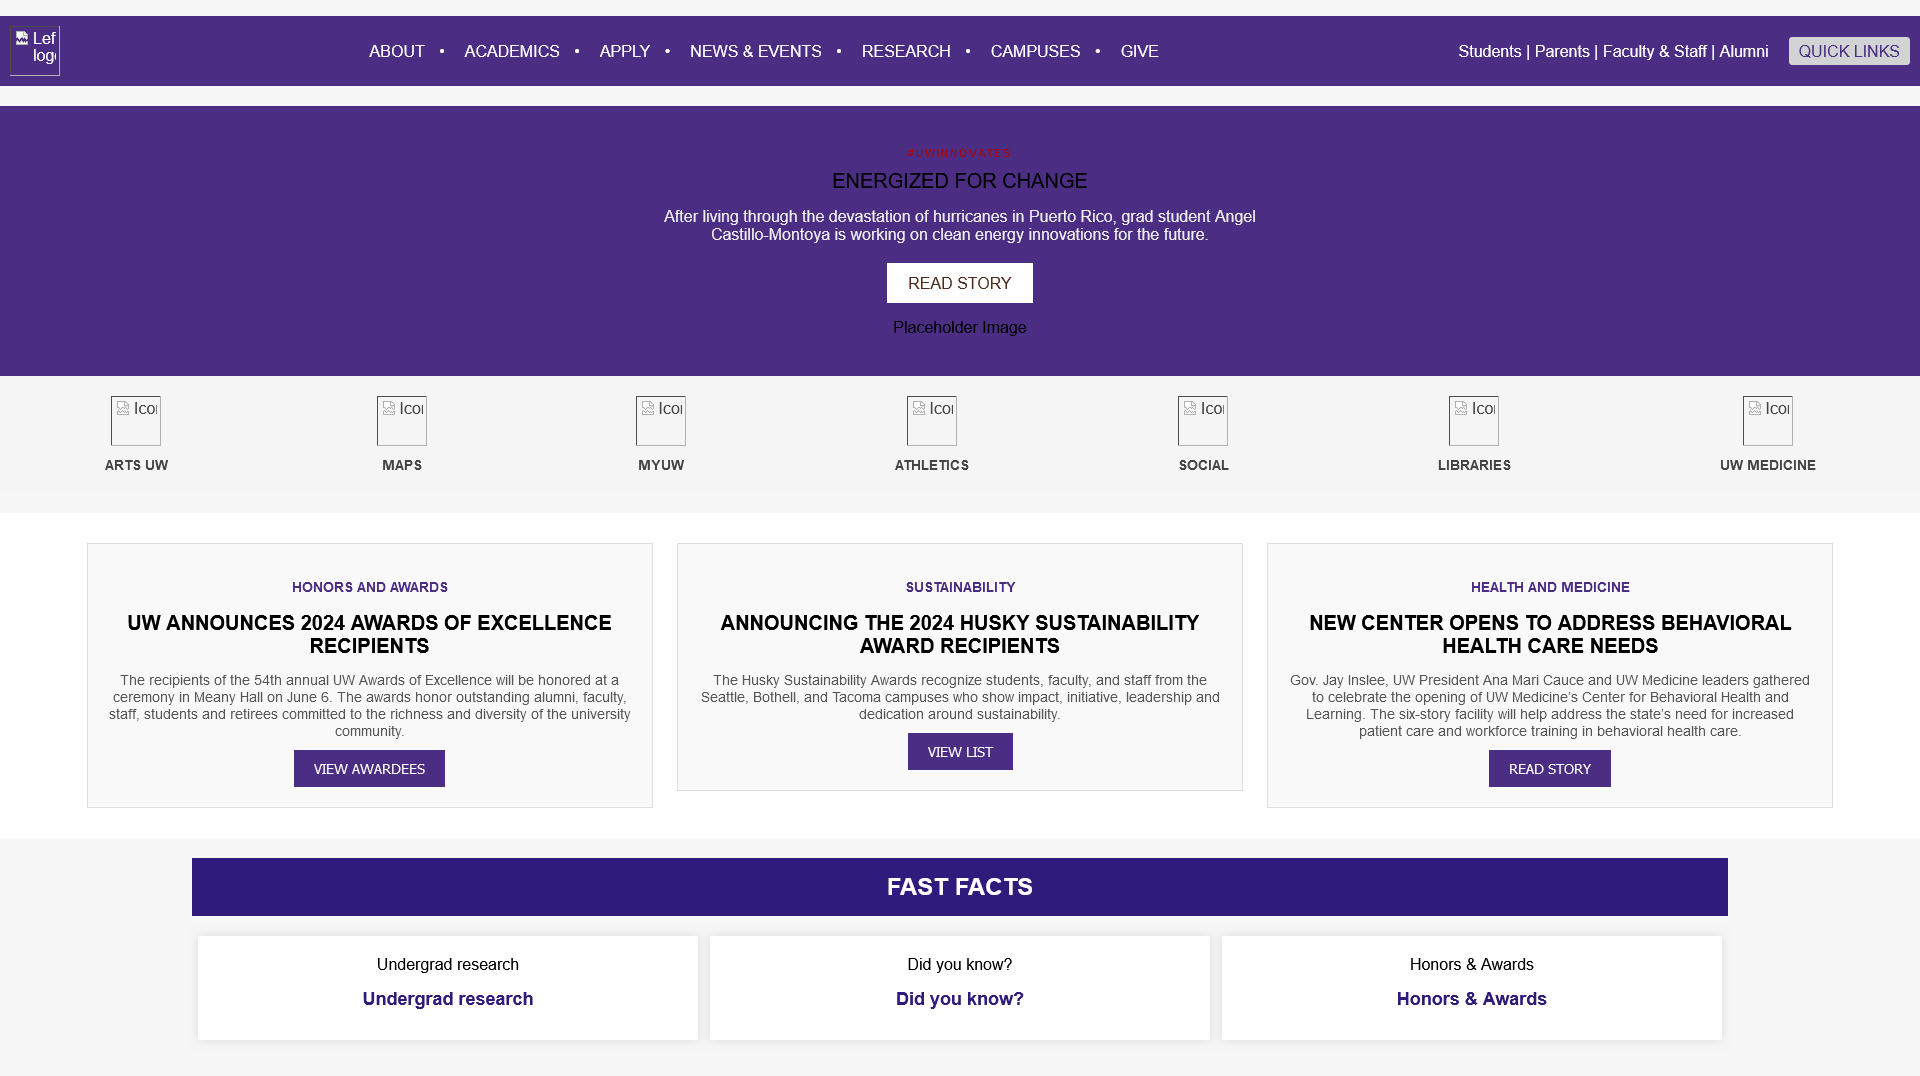 Lef
log
ABOUT • ACADEMICS • APPLY • NEWS & EVENTS • RESEARCH • CAMPUSES • GIVE
Students | Parents | Faculty & Staff | Alumni
QUICK LINKS
#UWINNOVATES
ENERGIZED FOR CHANGE
After living through the devastation of hurricanes in Puerto Rico, grad student Angel
Castillo-Montoya is working on clean energy innovations for the future.
READ STORY
Placeholder Image
Icon
ARTS UW
Icon
MAPS
Icon
MYUW
Icon
ATHLETICS
Icon
SOCIAL
Icon
LIBRARIES
Icon
UW MEDICINE
HONORS AND AWARDS
UW ANNOUNCES 2024 AWARDS OF EXCELLENCE
RECIPIENTS
The recipients of the 54th annual UW Awards of Excellence will be honored at a
ceremony in Meany Hall on June 6. The awards honor outstanding alumni, faculty,
staff, students and retirees committed to the richness and diversity of the university
community.
VIEW AWARDEES
SUSTAINABILITY
ANNOUNCING THE 2024 HUSKY SUSTAINABILITY
AWARD RECIPIENTS
The Husky Sustainability Awards recognize students, faculty, and staff from the
Seattle, Bothell, and Tacoma campuses who show impact, initiative, leadership and
dedication around sustainability.
VIEW LIST
HEALTH AND MEDICINE
NEW CENTER OPENS TO ADDRESS BEHAVIORAL
HEALTH CARE NEEDS
Gov. Jay Inslee, UW President Ana Mari Cauce and UW Medicine leaders gathered
to celebrate the opening of UW Medicine’s Center for Behavioral Health and
Learning. The six-story facility will help address the state’s need for increased
patient care and workforce training in behavioral health care.
READ STORY
FAST FACTS
Undergrad research
Undergrad research
Did you know?
Did you know?
Honors & Awards
Honors & Awards